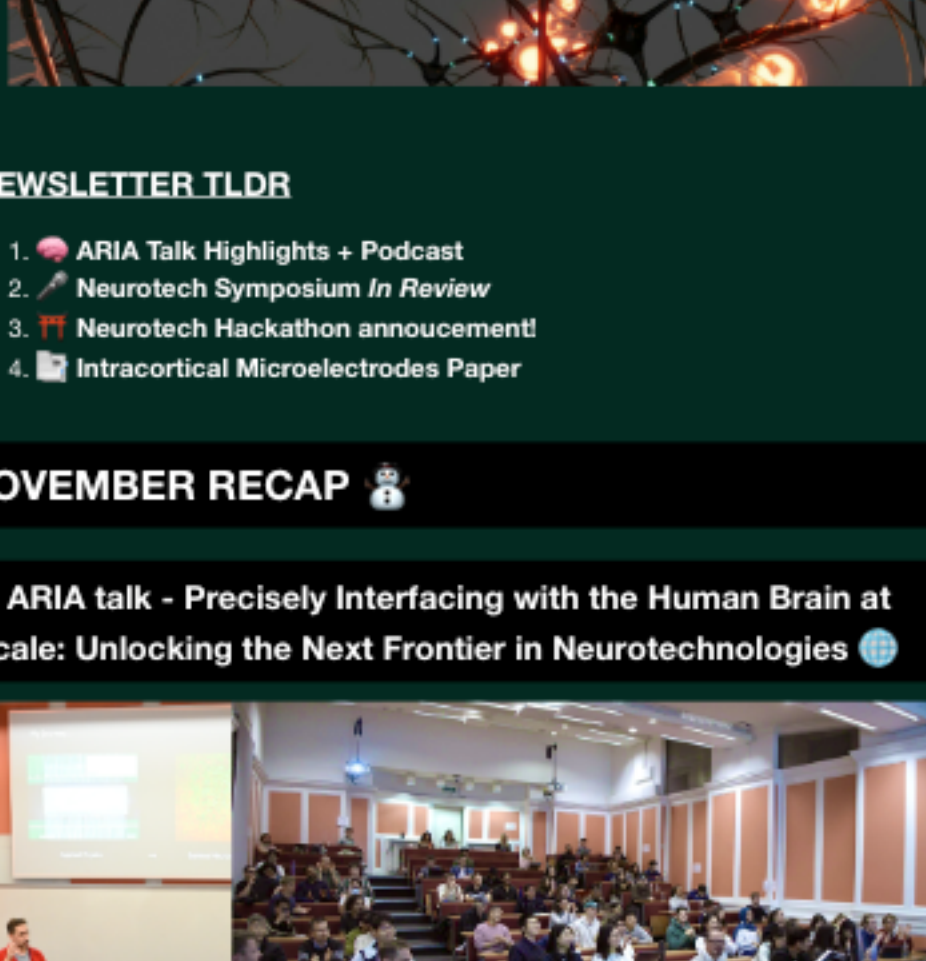 EWSLETTER TLDR
1. 🧠 ARIA Talk Highlights + Podcast
2. 🎤 Neurotech Symposium In Review
3. ⛩️ Neurotech Hackathon annoucement!
4. 📑 Intracortical Microelectrodes Paper
OVEMBER RECAP ⛄
ARIA talk - Precisely Interfacing with the Human Brain at
cale: Unlocking the Next Frontier in Neurotechnologies 🌐